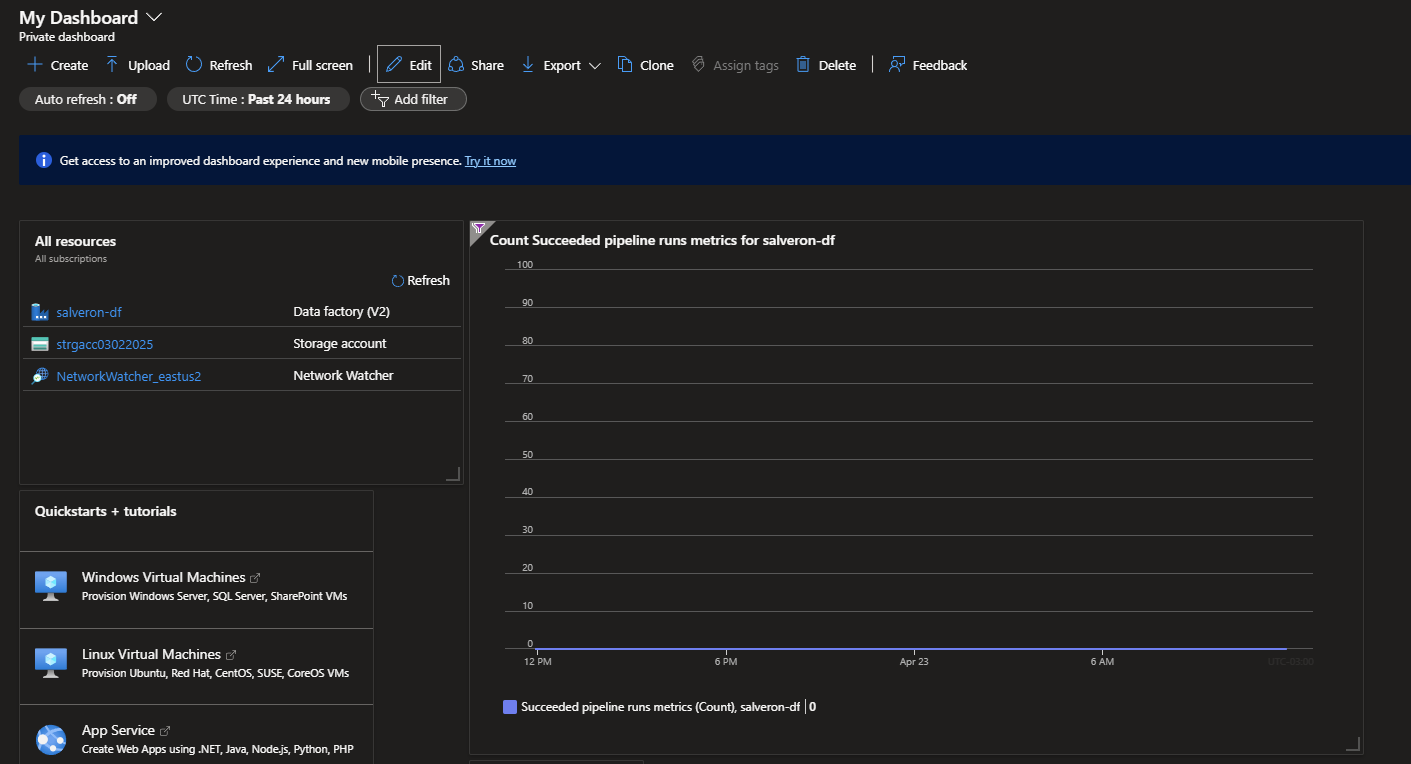 My Dashboard
Private dashboard
Create Upload Refresh Full screen Edit Share Export Clone Assign tags Delete Feedback
Auto refresh : Off UTC Time : Past 24 hours Add filter
Get access to an improved dashboard experience and new mobile presence. Try it now
All resources
All subscriptions
Refresh
salveron-df Data factory (V2)
strgacc03022025 Storage account
NetworkWatcher_eastus2 Network Watcher
Quickstarts + tutorials
Windows Virtual Machines
Provision Windows Server, SQL Server, SharePoint VMs
Linux Virtual Machines
Provision Ubuntu, Red Hat, CentOS, SUSE, CoreOS VMs
App Service
Create Web Apps using .NET, Java, Node.js, Python, PHP
Count Succeeded pipeline runs metrics for salveron-df
100
90
80
70
60
50
40
30
20
10
0
12 PM 6 PM Apr 23 6 AM UTC-03:00
Succeeded pipeline runs metrics (Count), salveron-df 0